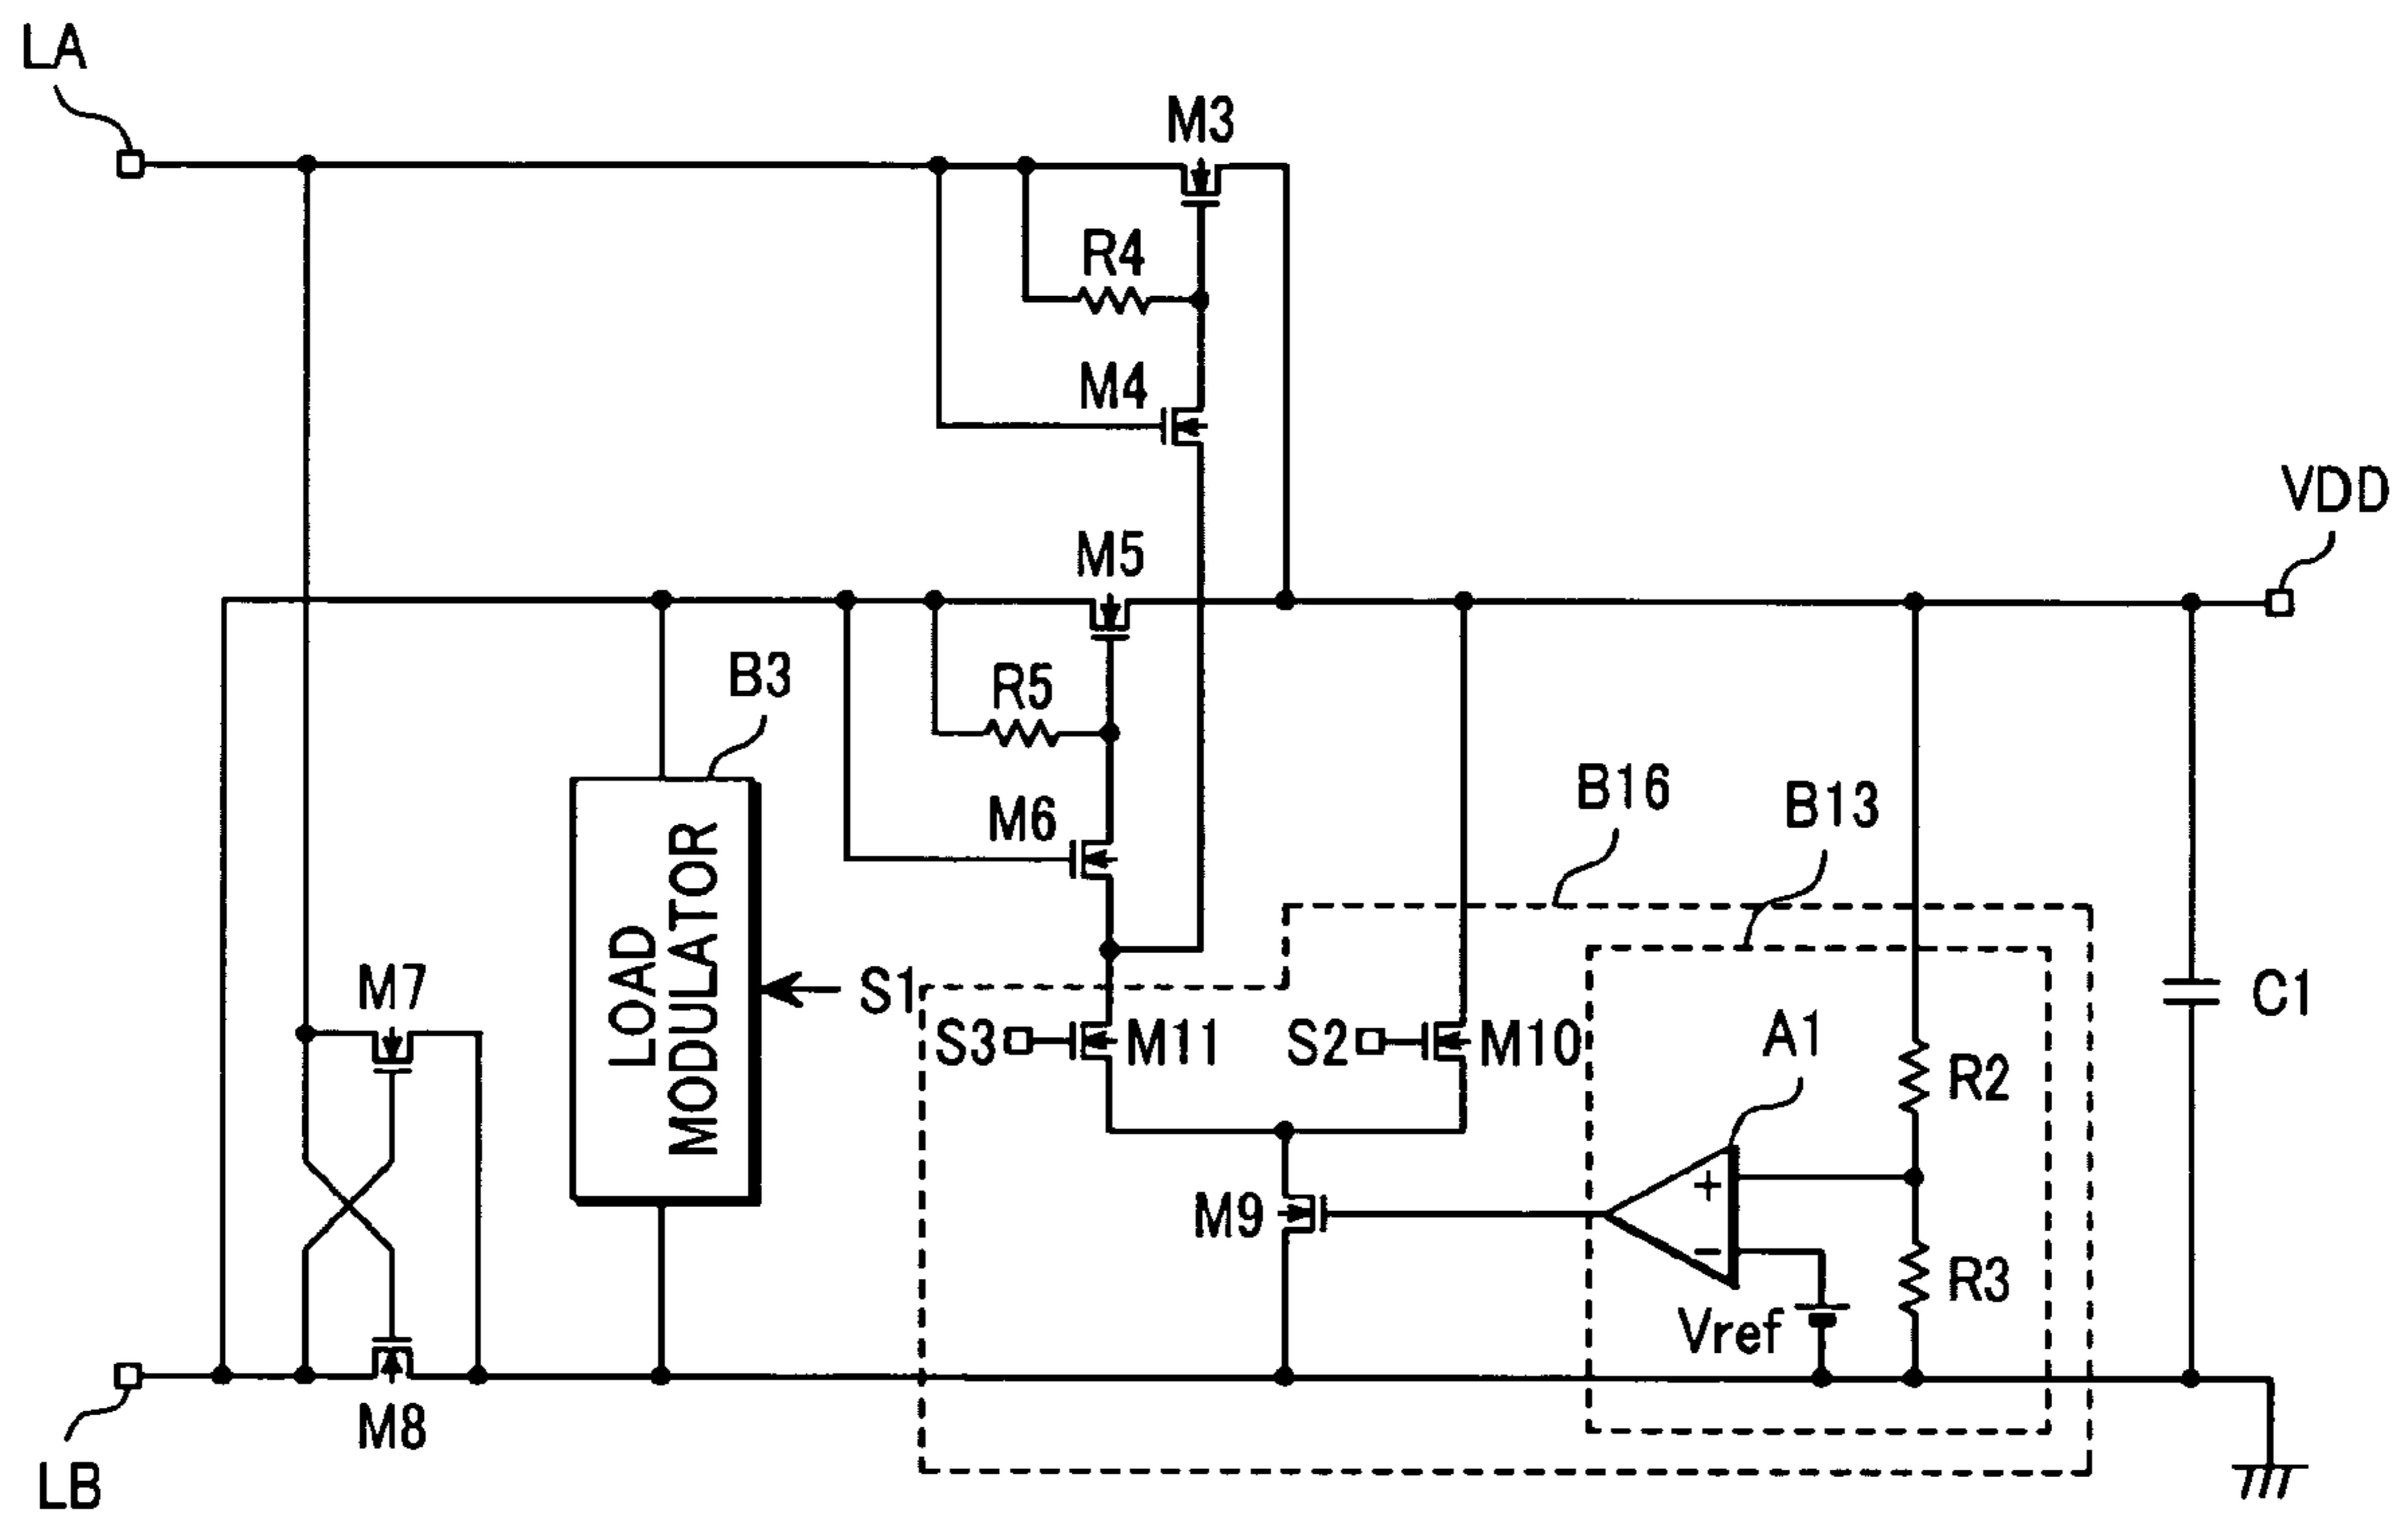 LA
M3
R4
M4
VDD
M5
B3
R5
B16
B13
M6
LOAD
MODULATOR
M7
S1
S3
M11
S2
M10
A1
R2
C1
+
M9
−
R3
Vref
M8
LB